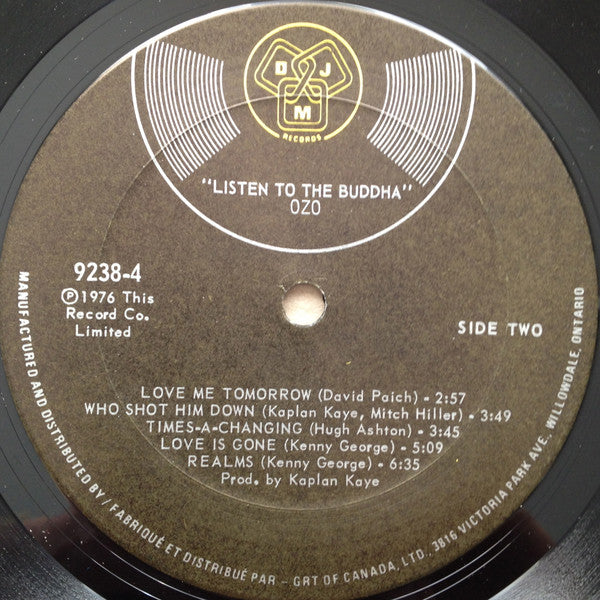 D J
M
RECORDS
"LISTEN TO THE BUDDHA"
OZO
9238-4
Ⓟ1976 This
Record Co.
Limited
SIDE TWO
LOVE ME TOMORROW (David Paich) - 2:57
WHO SHOT HIM DOWN (Kaplan Kaye, Mitch Hiller) - 3:49
TIMES-A-CHANGING (Hugh Ashton) - 3:45
LOVE IS GONE (Kenny George) - 5:09
REALMS (Kenny George) - 6:35
Prod. by Kaplan Kaye
MANUFACTURED AND DISTRIBUTED BY / FABRIQUÉ ET DISTRIBUÉ PAR - GRT OF CANADA, LTD., 3816 VICTORIA PARK AVE. WILLOWDALE, ONTARIO